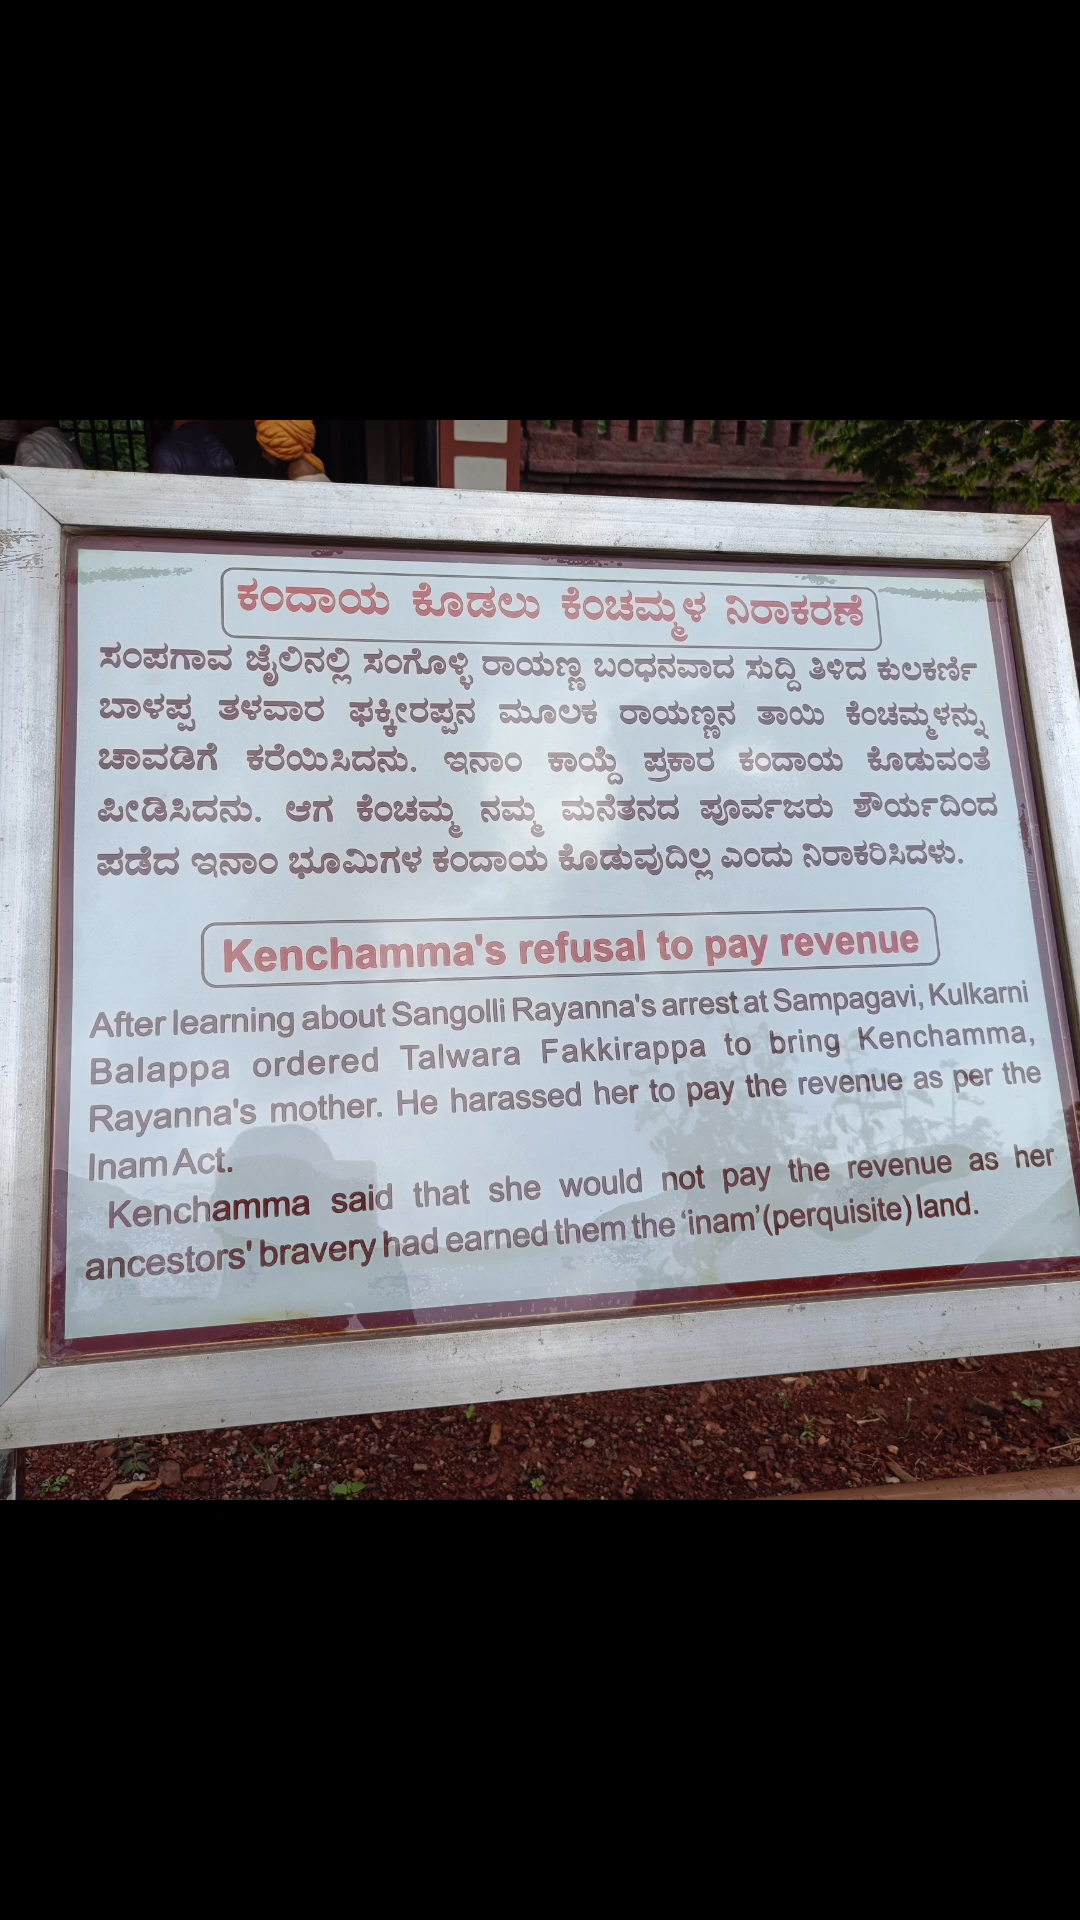 ಕಂದಾಯ ಕೊಡಲು ಕೆಂಚಮ್ಮಳ ನಿರಾಕರಣೆ
ಸಂಪಗಾವ ಜೈಲಿನಲ್ಲಿ ಸಂಗೊಳ್ಳಿ ರಾಯಣ್ಣ ಬಂಧನವಾದ ಸುದ್ದಿ ತಿಳಿದ ಕುಲಕರ್ಣಿ
ಬಾಳಪ್ಪ ತಳವಾರ ಫಕ್ಕೀರಪ್ಪನ ಮೂಲಕ ರಾಯಣ್ಣನ ತಾಯಿ ಕೆಂಚಮ್ಮಳನ್ನು
ಚಾವಡಿಗೆ ಕರೆಯಿಸಿದನು. ಇನಾಂ ಕಾಯ್ದೆ ಪ್ರಕಾರ ಕಂದಾಯ ಕೊಡುವಂತೆ
ಪೀಡಿಸಿದನು. ಆಗ ಕೆಂಚಮ್ಮ ನಮ್ಮ ಮನೆತನದ ಪೂರ್ವಜರು ಶೌರ್ಯದಿಂದ
ಪಡೆದ ಇನಾಂ ಭೂಮಿಗಳ ಕಂದಾಯ ಕೊಡುವುದಿಲ್ಲ ಎಂದು ನಿರಾಕರಿಸಿದಳು.
Kenchamma's refusal to pay revenue
After learning about Sangolli Rayanna's arrest at Sampagavi, Kulkarni
Balappa ordered Talwara Fakkirappa to bring Kenchamma,
Rayanna's mother. He harassed her to pay the revenue as per the
Inam Act.
Kenchamma said that she would not pay the revenue as her
ancestors' bravery had earned them the 'inam' (perquisite) land.